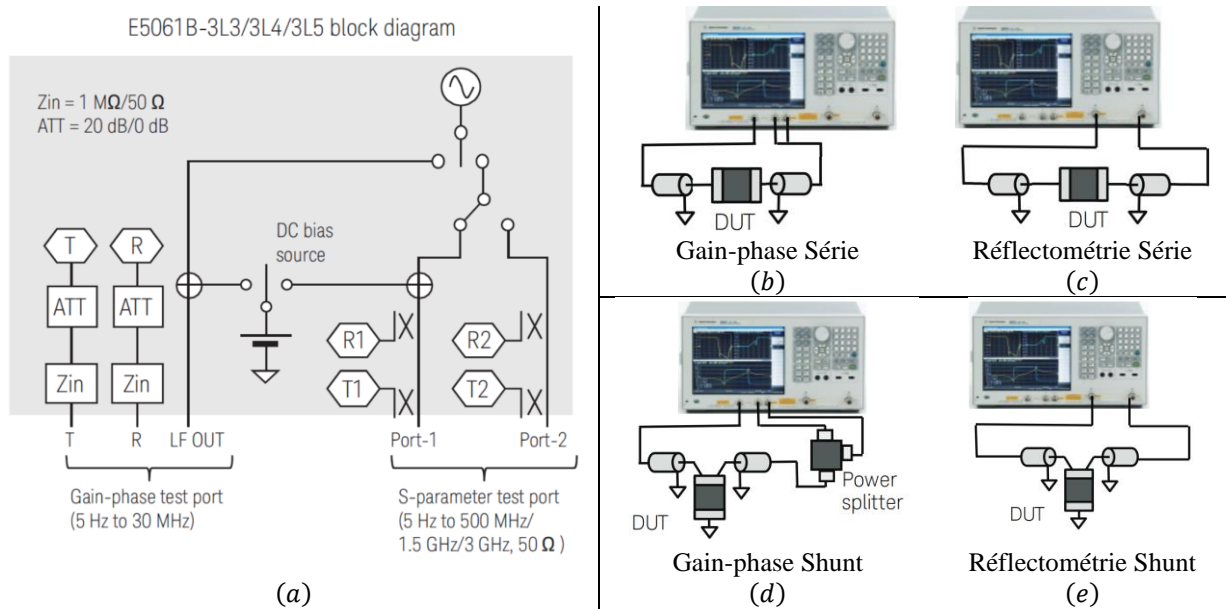 E5061B-3L3/3L4/3L5 block diagram
Zin = 1 MΩ/50 Ω
ATT = 20 dB/0 dB
DC bias
source
T
R
ATT
ATT
Zin
Zin
R1
R2
T1
T2
T
R
LF OUT
Port-1
Port-2
Gain-phase test port
(5 Hz to 30 MHz)
S-parameter test port
(5 Hz to 500 MHz/
1.5 GHz/3 GHz, 50 Ω )
(a)
DUT
Gain-phase Série
(b)
DUT
Réflectométrie Série
(c)
Power
splitter
DUT
Gain-phase Shunt
(d)
DUT
Réflectométrie Shunt
(e)